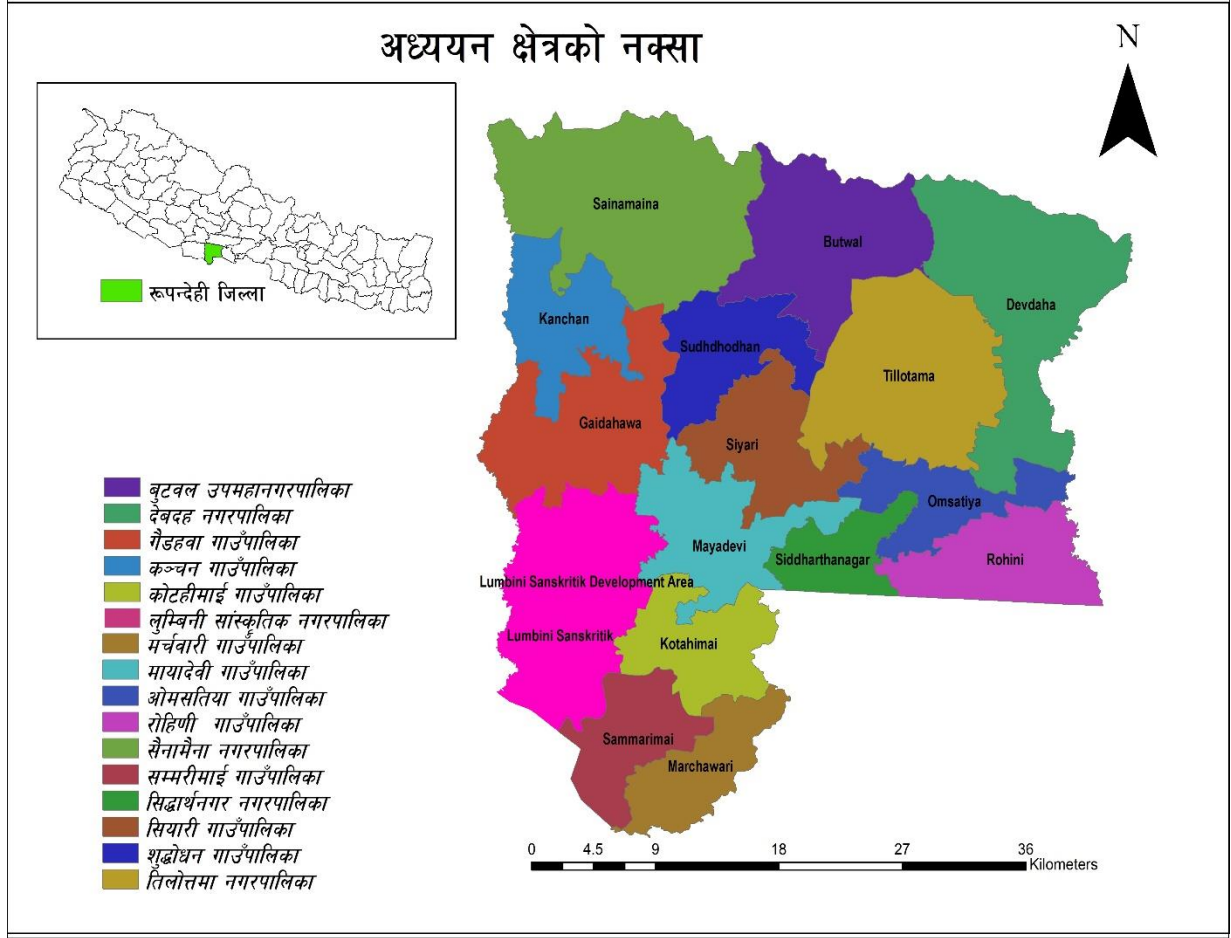 अध्ययन क्षेत्रको नक्सा
N
रूपन्देही जिल्ला
Sainamaina
Butwal
Devdaha
Kanchan
Sudhdhodhan
Tillotama
Gaidahawa
Siyari
Omsatiya
Mayadevi
Siddharthanagar
Rohini
Lumbini Sanskritik Development Area
Lumbini Sanskritik
Kotahimai
Sammarimai
Marchawari
बुटवल उपमहानगरपालिका
देबदह नगरपालिका
गैडहवा गाउँपालिका
कञ्चन गाउँपालिका
कोटहीमाई गाउँपालिका
लुम्बिनी सांस्कृतिक नगरपालिका
मर्चवारी गाउँपालिका
मायादेवी गाउँपालिका
ओमसतिया गाउँपालिका
रोहिणी गाउँपालिका
सैनामैना नगरपालिका
सम्मरीमाई गाउँपालिका
सिद्धार्थनगर नगरपालिका
सियारी गाउँपालिका
शुद्धोधन गाउँपालिका
तिलोत्तमा नगरपालिका
0 4.5 9 18 27 36
Kilometers